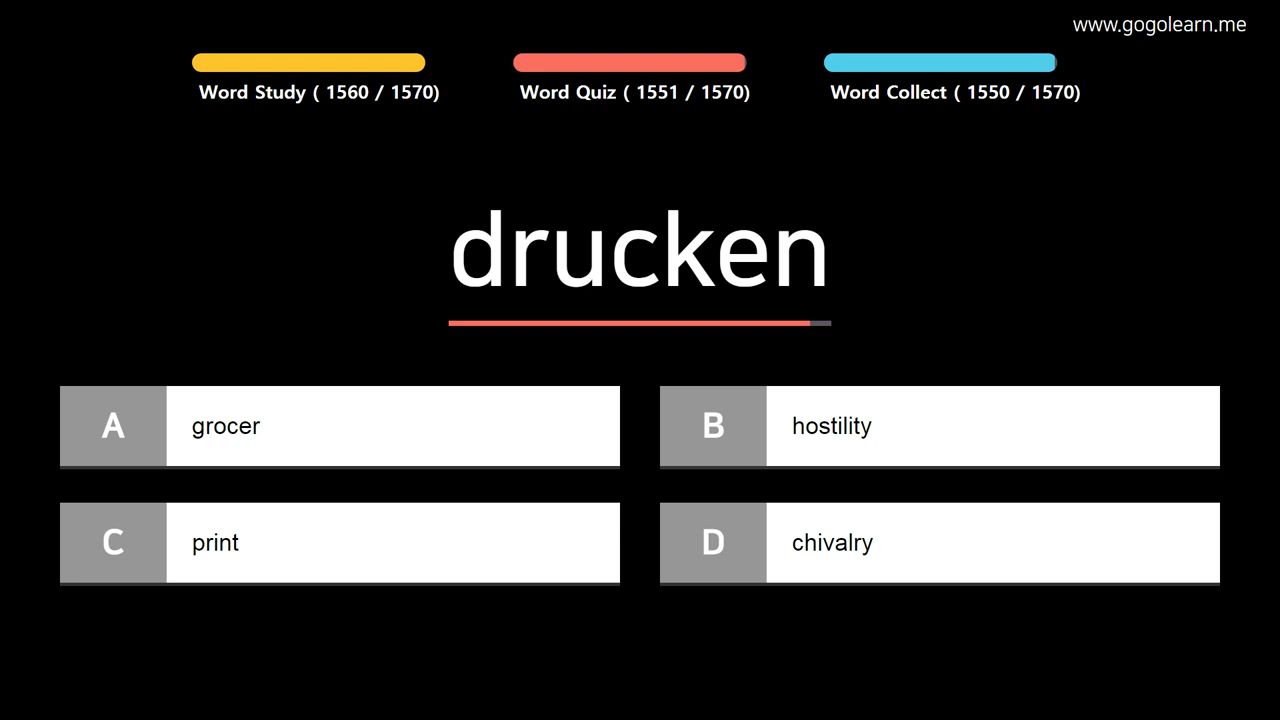 www.gogolearn.me
Word Study ( 1560 / 1570)
Word Quiz ( 1551 / 1570)
Word Collect ( 1550 / 1570)
drucken
A grocer
B hostility
C print
D chivalry